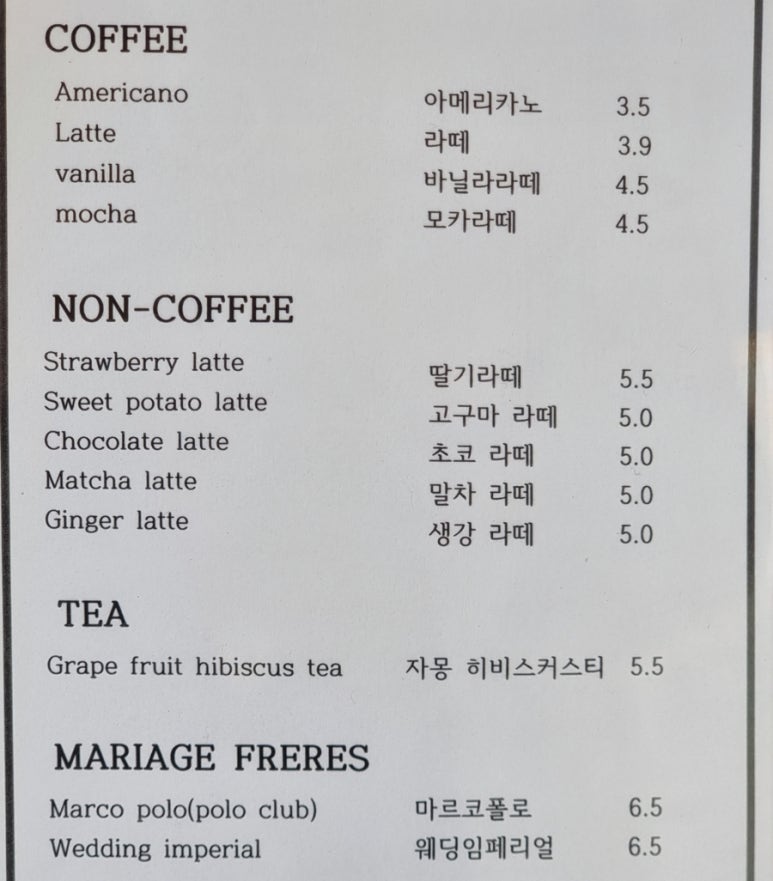 COFFEE
Americano 아메리카노 3.5
Latte 라떼 3.9
vanilla 바닐라라떼 4.5
mocha 모카라떼 4.5
NON-COFFEE
Strawberry latte 딸기라떼 5.5
Sweet potato latte 고구마 라떼 5.0
Chocolate latte 초코 라떼 5.0
Matcha latte 말차 라떼 5.0
Ginger latte 생강 라떼 5.0
TEA
Grape fruit hibiscus tea 자몽 히비스커스티 5.5
MARIAGE FRERES
Marco polo(polo club) 마르코폴로 6.5
Wedding imperial 웨딩임페리얼 6.5